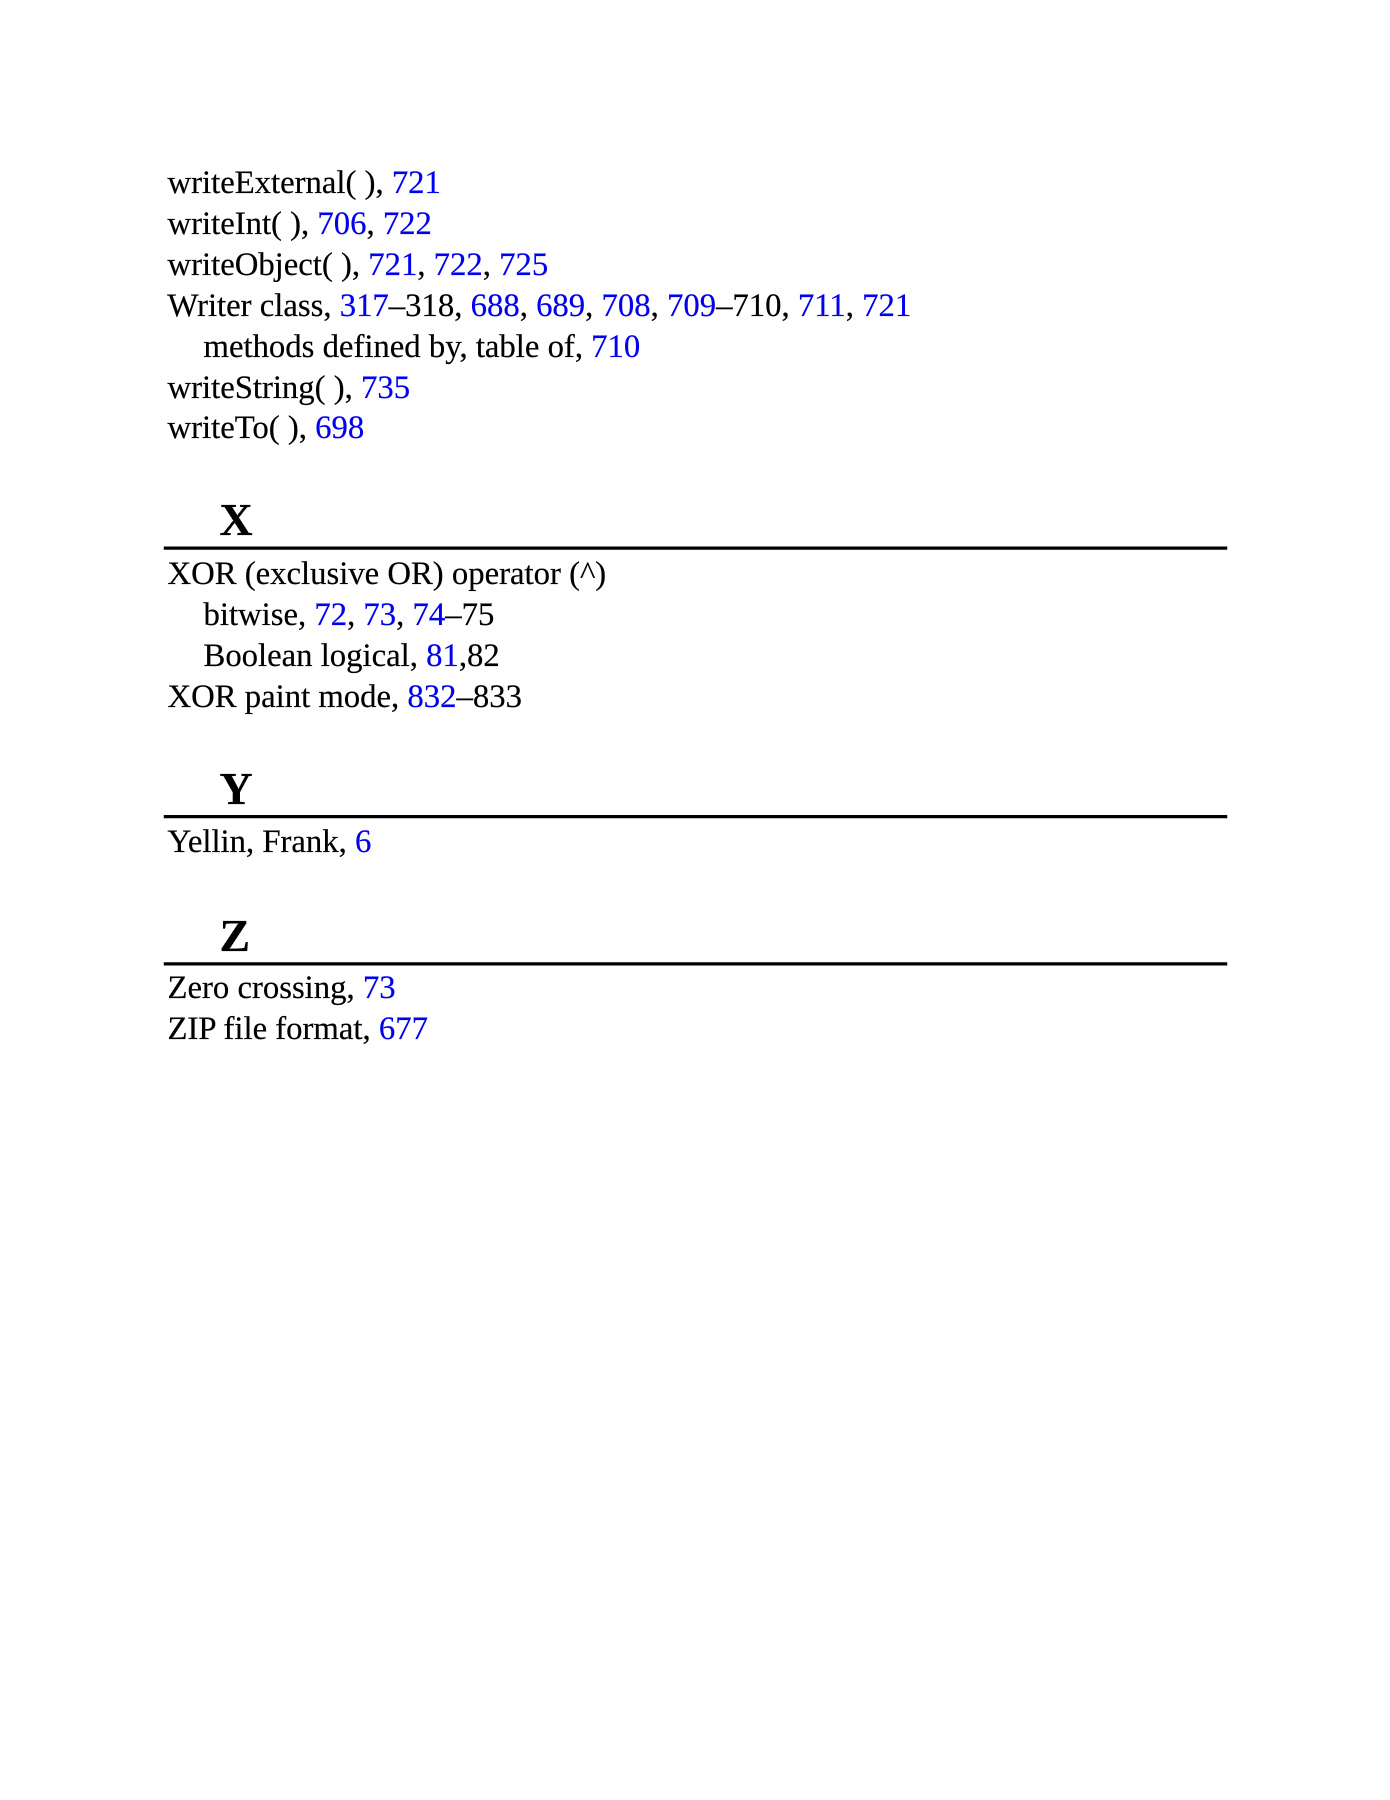 writeExternal( ), 721
writeInt( ), 706, 722
writeObject( ), 721, 722, 725
Writer class, 317–318, 688, 689, 708, 709–710, 711, 721
methods defined by, table of, 710
writeString( ), 735
writeTo( ), 698
X
XOR (exclusive OR) operator (^)
bitwise, 72, 73, 74–75
Boolean logical, 81,82
XOR paint mode, 832–833
Y
Yellin, Frank, 6
Z
Zero crossing, 73
ZIP file format, 677